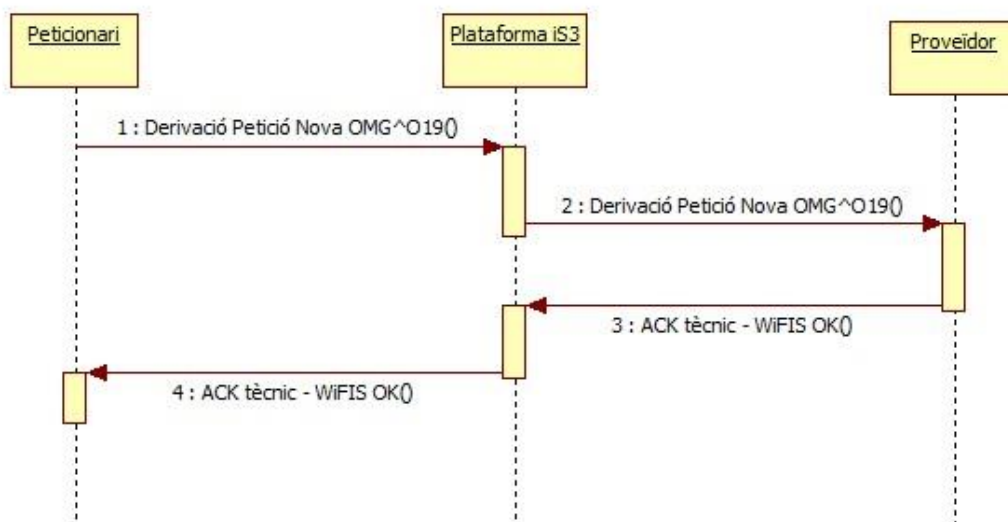 Peticionari
Plataforma iS3
Proveïdor
1 : Derivació Petició Nova OMG^O19()
2 : Derivació Petició Nova OMG^O19()
3 : ACK tècnic - WiFIS OK()
4 : ACK tècnic - WiFIS OK()